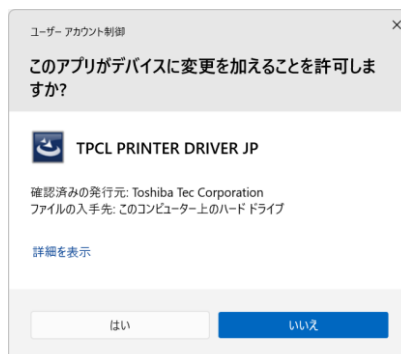 ユーザー アカウント制御
このアプリがデバイスに変更を加えることを許可しま
すか?
TPCL PRINTER DRIVER JP
確認済みの発行元: Toshiba Tec Corporation
ファイルの入手先: このコンピューター上のハード ドライブ
詳細を表示
はい
いいえ